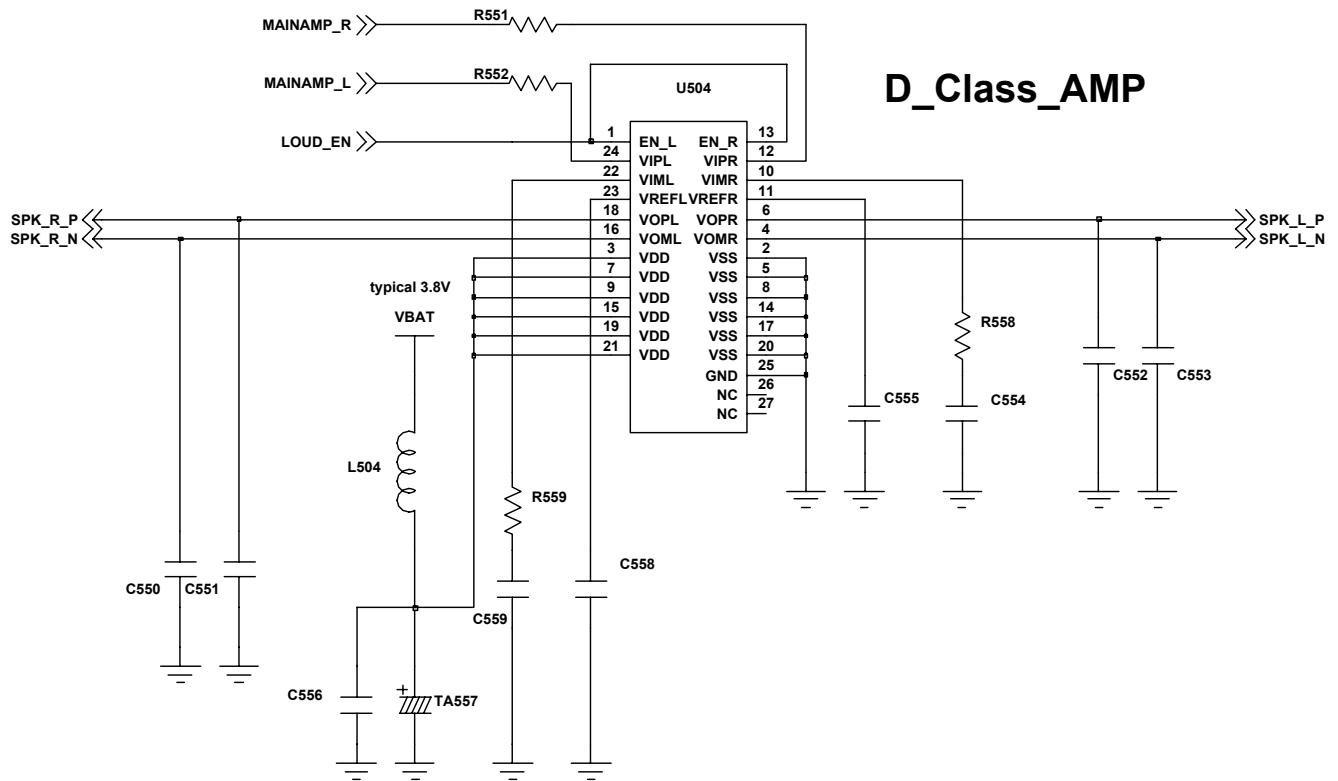 MAINAMP_R
R551
MAINAMP_L
R552
U504
D_Class_AMP
LOUD_EN
1 EN_L EN_R 13
24 VIPL VIPR 12
22 VIML VIMR 10
23 VREFL VREFR 11
SPK_R_P 18 VOPL VOPR 6 SPK_L_P
SPK_R_N 16 VOML VOMR 4 SPK_L_N
3 VDD VSS 2
7 VDD VSS 5
9 VDD VSS 8
15 VDD VSS 14
19 VDD VSS 17
21 VDD VSS 20
GND 25
NC 26
NC 27
typical 3.8V
VBAT
R558
C552
C553
C555
C554
L504
R559
C550
C551
C558
C559
C556
+
TA557